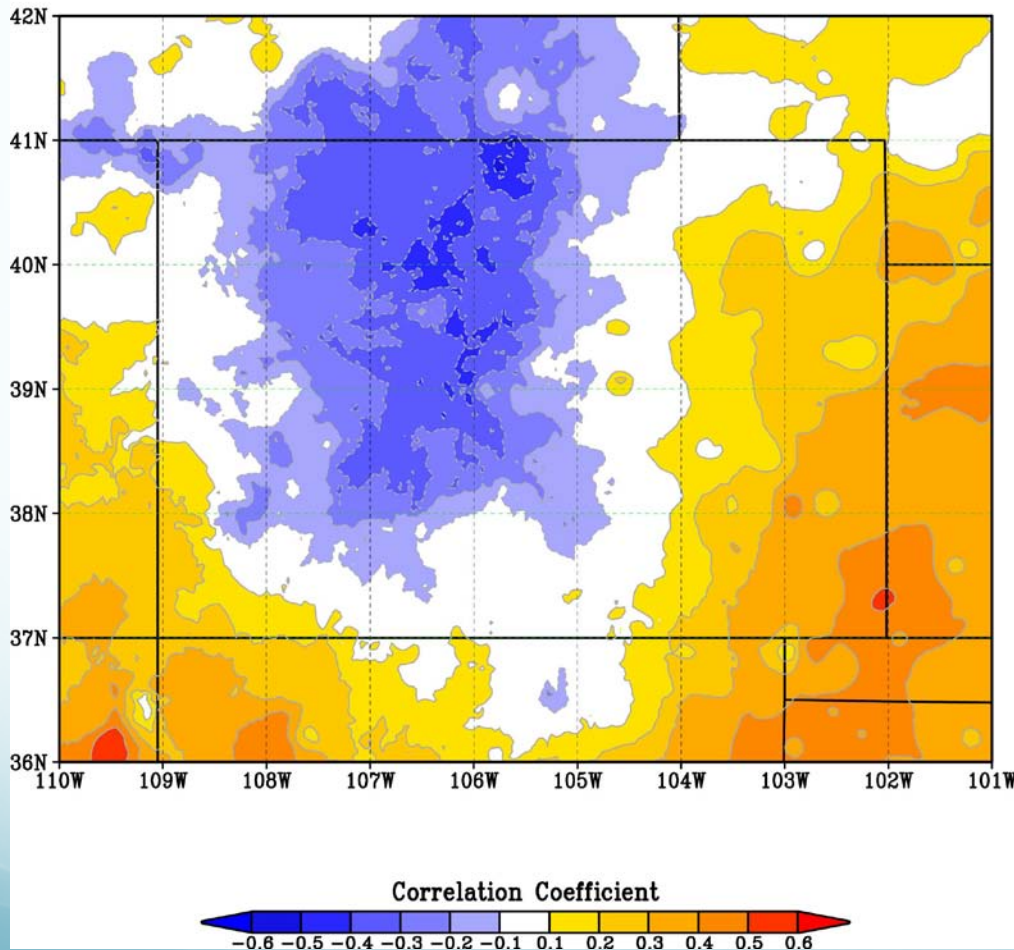 42N
41N
40N
39N
38N
37N
36N
110W 109W 108W 107W 106W 105W 104W 103W 102W 101W
Correlation Coefficient
-0.6 -0.5 -0.4 -0.3 -0.2 -0.1 0.1 0.2 0.3 0.4 0.5 0.6